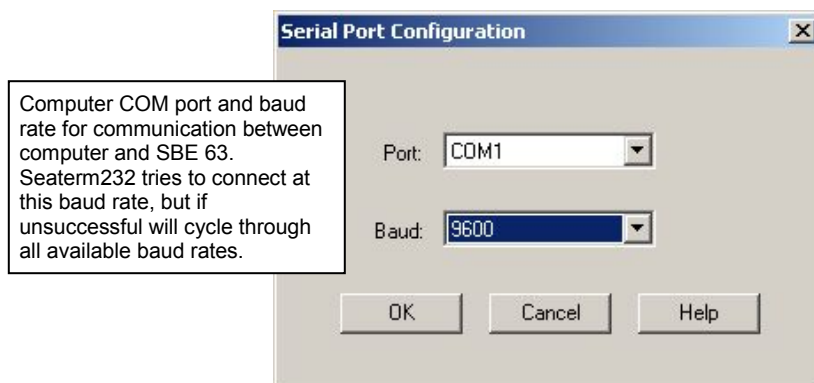 Serial Port Configuration
Computer COM port and baud
rate for communication between
computer and SBE 63.
Seaterm232 tries to connect at
this baud rate, but if
unsuccessful will cycle through
all available baud rates.
Port: COM1
Baud: 9600
OK Cancel Help